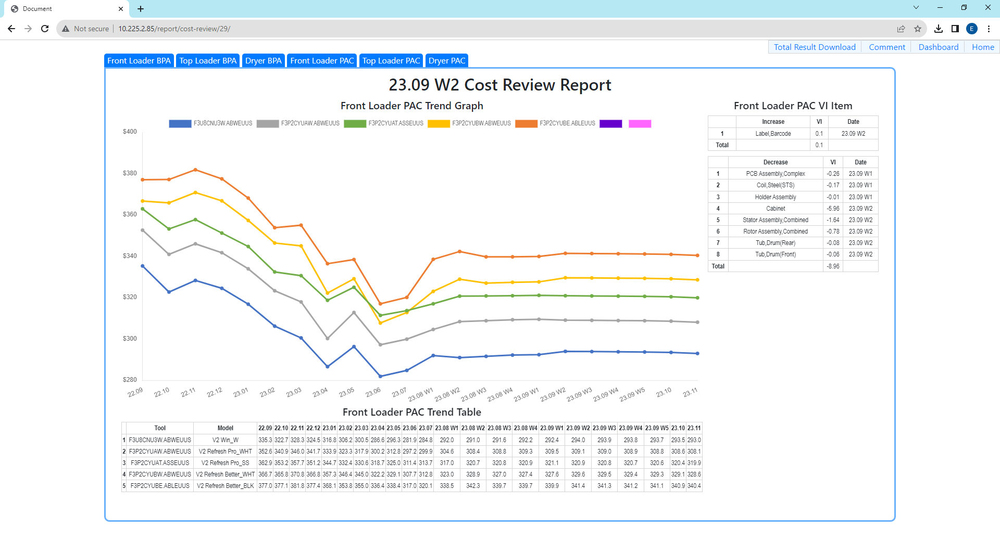 Document
Not secure 10.225.2.85/report/cost-review/29/
E
Total Result Download Comment Dashboard Home
Front Loader BPA Top Loader BPA Dryer BPA Front Loader PAC Top Loader PAC Dryer PAC
23.09 W2 Cost Review Report
Front Loader PAC Trend Graph
F3U8CNU3W.ABWEUUS F3P2CYUAW.ABWEUUS F3P2CYUAT.ASSEUUS F3P2CYUBW.ABWEUUS F3P2CYUBE.ABLEUUS
$400
$380
$360
$340
$320
$300
$280
22.09 22.10 22.11 22.12 23.01 23.02 23.03 23.04 23.05 23.06 23.07 23.08 W1 23.08 W2 23.08 W3 23.08 W4 23.09 W1 23.09 W2 23.09 W3 23.09 W4 23.09 W5 23.10 23.11
Front Loader PAC VI Item
Increase VI Date
1 Label,Barcode 0.1 23.09 W2
Total 0.1
Decrease VI Date
1 PCB Assembly,Complex -0.26 23.09 W1
2 Coil,Steel(STS) -0.17 23.09 W1
3 Holder Assembly -0.01 23.09 W1
4 Cabinet -5.96 23.09 W2
5 Stator Assembly,Combined -1.64 23.09 W2
6 Rotor Assembly,Combined -0.78 23.09 W2
7 Tub,Drum(Rear) -0.08 23.09 W2
8 Tub,Drum(Front) -0.06 23.09 W2
Total -8.96
Front Loader PAC Trend Table
Tool Model 22.09 22.10 22.11 22.12 23.01 23.02 23.03 23.04 23.05 23.06 23.07 23.08 W1 23.08 W2 23.08 W3 23.08 W4 23.09 W1 23.09 W2 23.09 W3 23.09 W4 23.09 W5 23.10 23.11
1 F3U8CNU3W.ABWEUUS V2 Win_W 335.3 322.7 328.3 324.5 316.8 306.2 300.5 286.6 296.3 281.9 284.8 292.0 291.0 291.6 292.2 292.4 294.0 293.9 293.8 293.7 293.5 293.0
2 F3P2CYUAW.ABWEUUS V2 Refresh Pro_WHT 352.6 340.9 346.0 341.7 333.9 323.3 317.9 300.2 312.8 297.2 299.9 304.6 308.4 308.8 309.3 309.5 309.1 309.0 308.9 308.8 308.6 308.1
3 F3P2CYUAT.ASSEUUS V2 Refresh Pro_SS 362.9 353.2 357.7 351.2 344.7 332.4 330.6 318.7 325.0 311.4 313.7 317.0 320.7 320.8 320.9 321.1 320.9 320.8 320.7 320.6 320.4 319.9
4 F3P2CYUBW.ABWEUUS V2 Refresh Better_WHT 366.7 365.8 370.8 366.8 357.3 346.4 345.0 322.2 329.1 307.7 312.8 323.0 328.9 327.0 327.4 327.6 329.6 329.5 329.4 329.3 329.1 328.6
5 F3P2CYUBE.ABLEUUS V2 Refresh Better_BLK 377.0 377.1 381.8 377.4 368.1 353.8 355.0 336.4 338.4 317.0 320.1 338.5 342.3 339.7 339.7 339.9 341.4 341.3 341.2 341.1 340.9 340.4